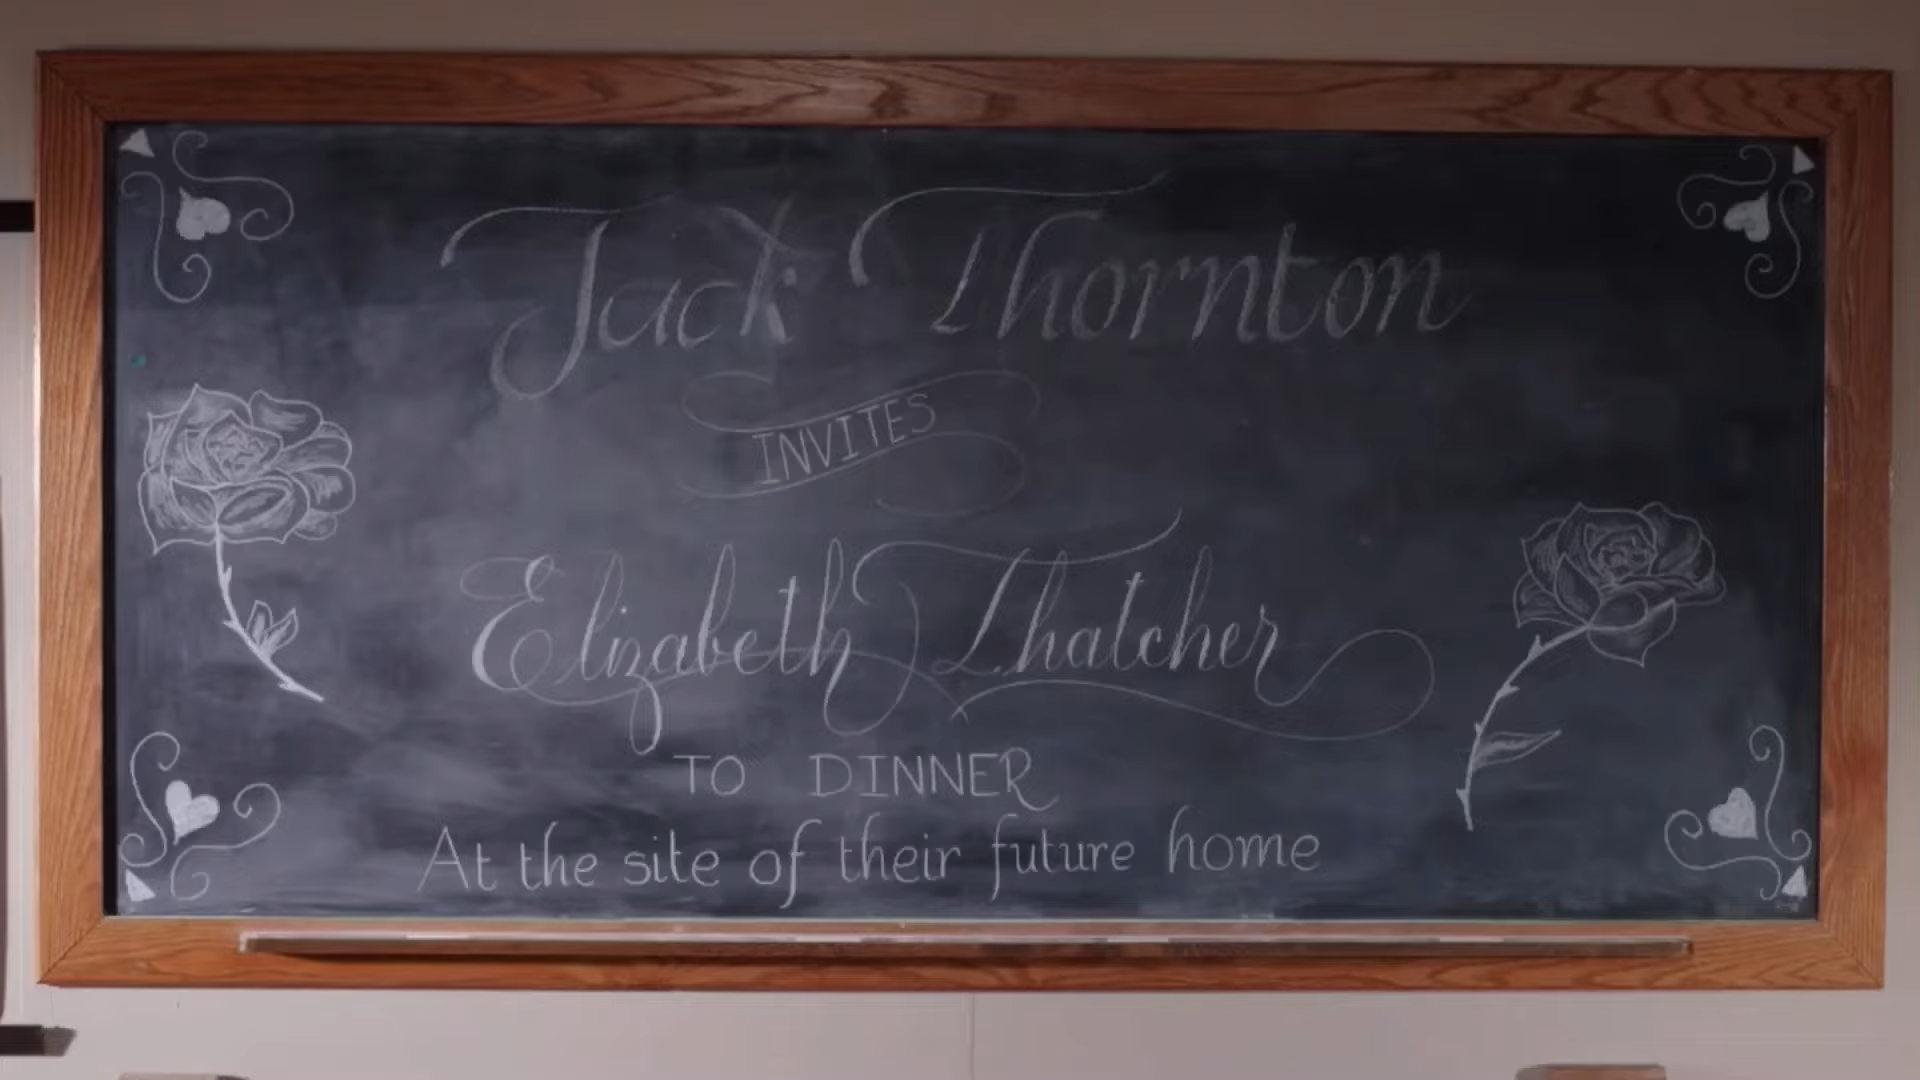 Jack Thornton
INVITES
Elizabeth Thatcher
TO DINNER
At the site of their future home